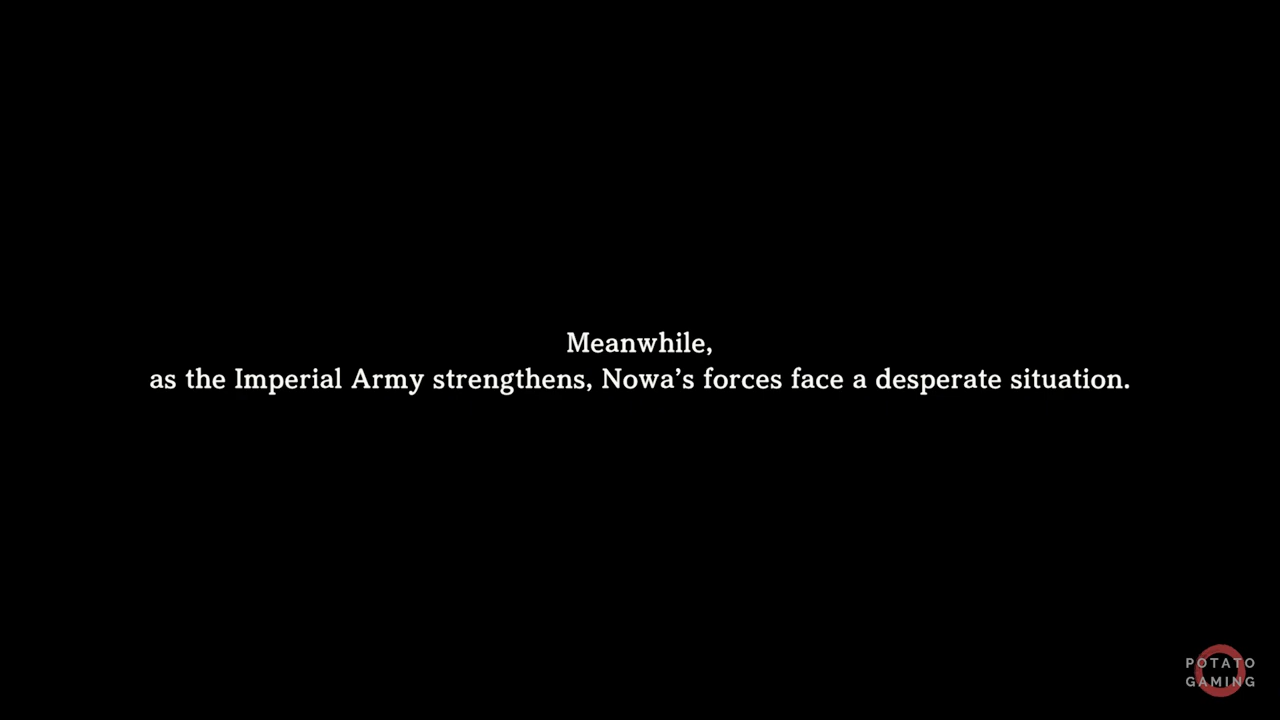 Meanwhile,
as the Imperial Army strengthens, Nowa’s forces face a desperate situation.
POTATO
GAMING